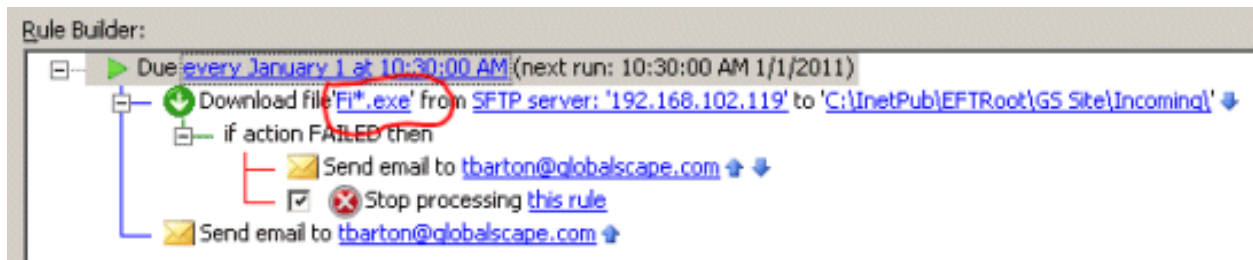 Rule Builder:
Due every January 1 at 10:30:00 AM (next run: 10:30:00 AM 1/1/2011)
Download file 'Fi*.exe' from SFTP server: '192.168.102.119' to 'C:\InetPub\EFTRoot\GS Site\Incoming\'
if action FAILED then
Send email to tbarton@globalscape.com
Stop processing this rule
Send email to tbarton@globalscape.com